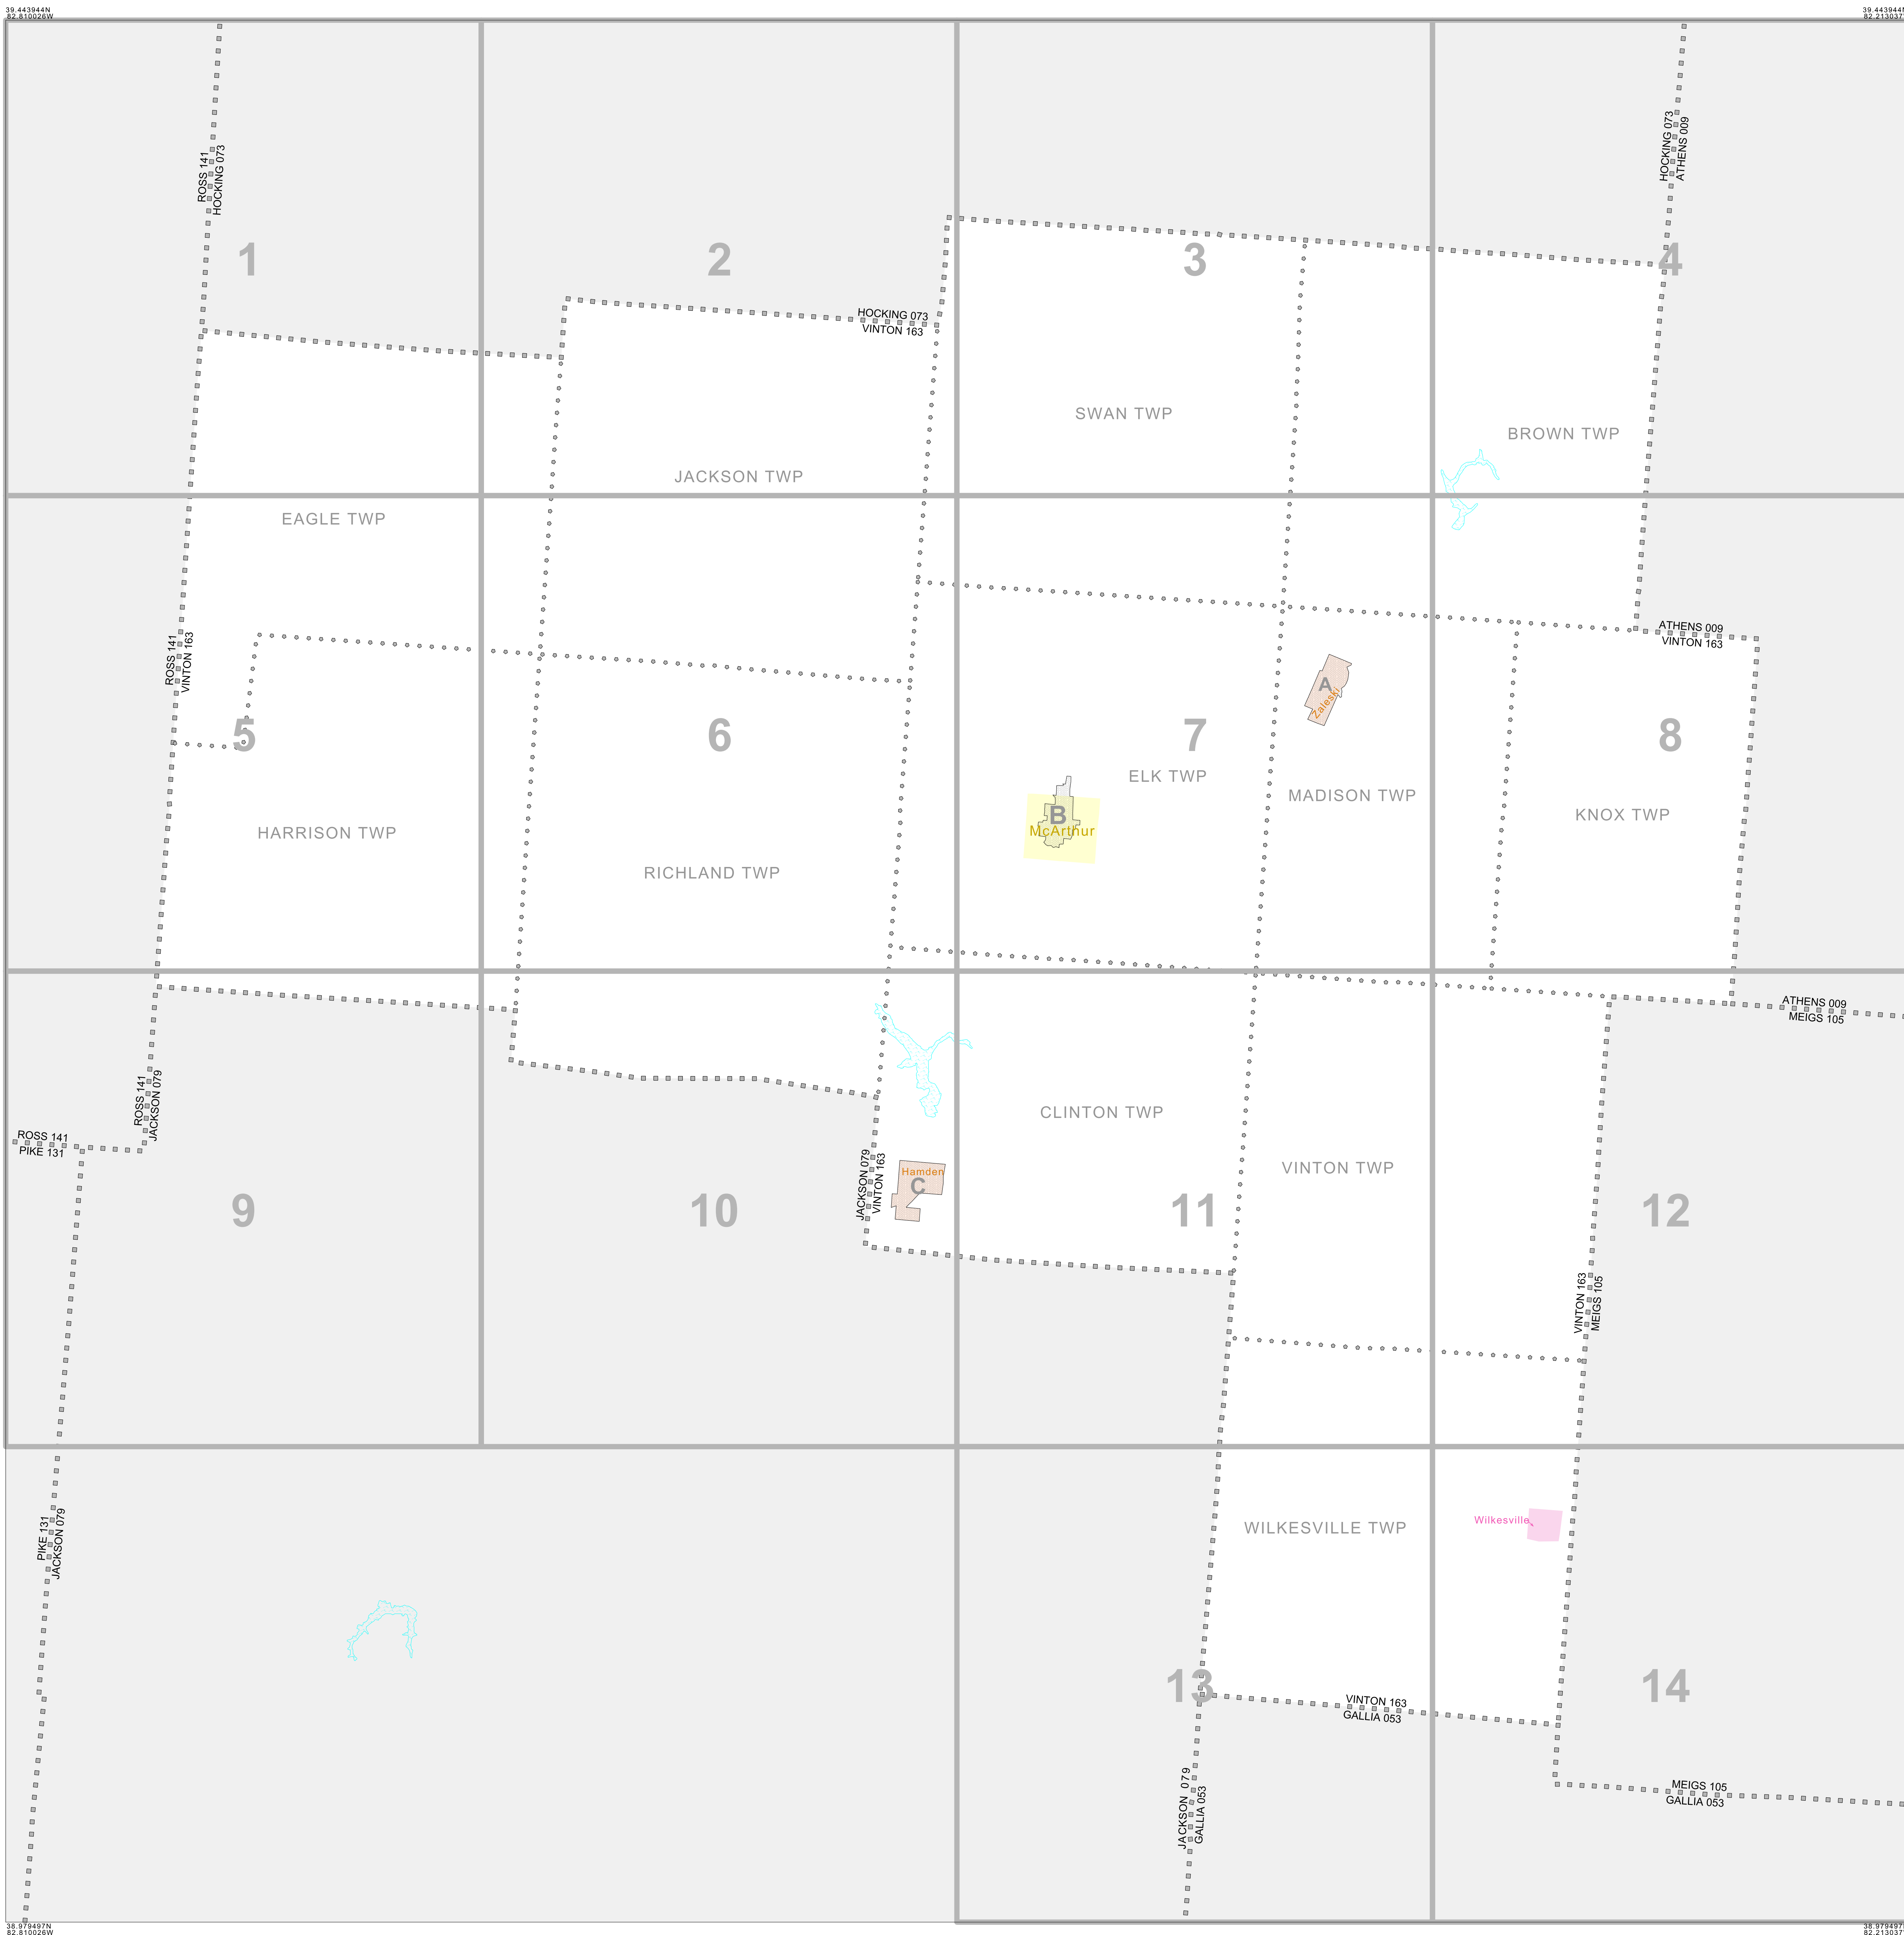 39.443944N
82.810026W
39.443944N
82.213037
ROSS 141
HOCKING 073
HOCKING 073
ATHENS 009
1
2
3
4
HOCKING 073
VINTON 163
SWAN TWP
BROWN TWP
JACKSON TWP
EAGLE TWP
ROSS 141
VINTON 163
ATHENS 009
VINTON 163
A
Zaleski
5
6
7
8
ELK TWP
MADISON TWP
KNOX TWP
B
McArthur
HARRISON TWP
RICHLAND TWP
ATHENS 009
MEIGS 105
ROSS 141
JACKSON 079
ROSS 141
PIKE 131
CLINTON TWP
VINTON TWP
JACKSON 079
VINTON 163
Hamden
C
9
10
11
12
VINTON 163
MEIGS 105
PIKE 131
JACKSON 079
WILKESVILLE TWP
Wilkesville
13
14
VINTON 163
GALLIA 053
JACKSON 079
GALLIA 053
MEIGS 105
GALLIA 053
38.979497N
82.810026W
38.979497
82.213037